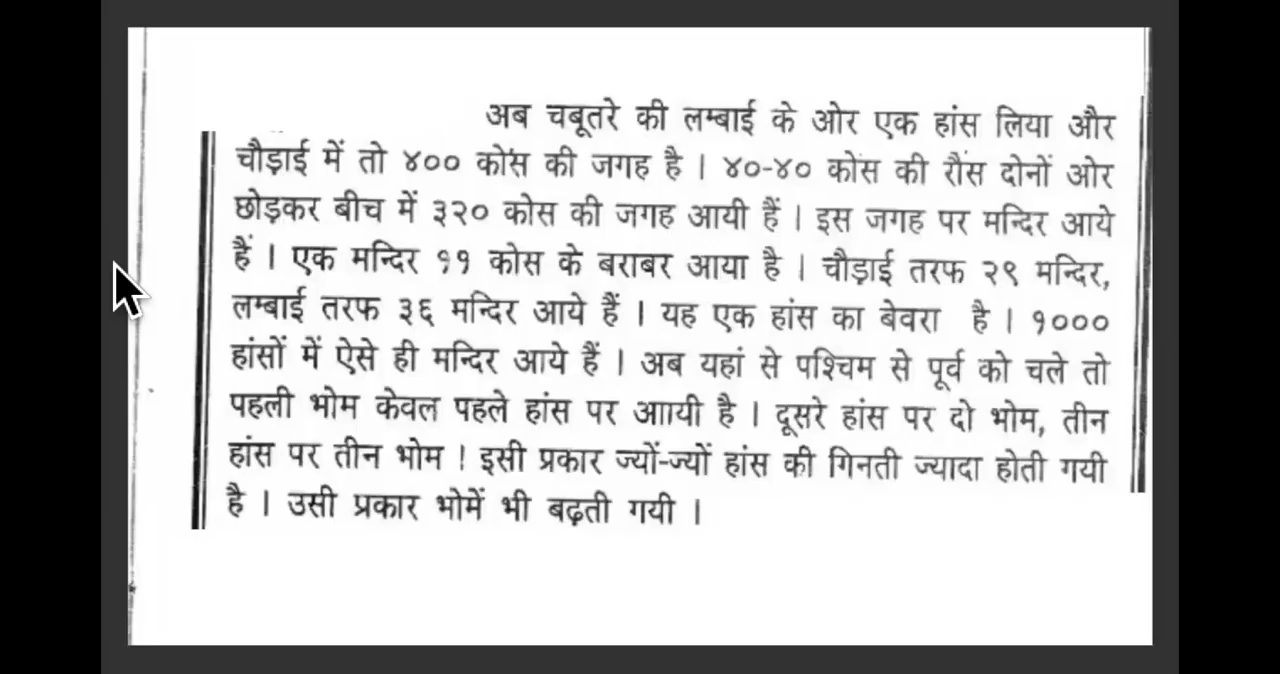 अब चबूतरे की लम्बाई के ओर एक हांस लिया और
चौड़ाई में तो ४०० कोस की जगह है । ४०-४० कोस की रौंस दोनों ओर
छोड़कर बीच में ३२० कोस की जगह आयी हैं । इस जगह पर मन्दिर आये
हैं । एक मन्दिर ११ कोस के बराबर आया है । चौड़ाई तरफ २९ मन्दिर,
लम्बाई तरफ ३६ मन्दिर आये हैं । यह एक हांस का बेवरा है । १०००
हांसों में ऐसे ही मन्दिर आये हैं । अब यहां से पश्चिम से पूर्व को चले तो
पहली भोम केवल पहले हांस पर आायी है । दूसरे हांस पर दो भोम, तीन
हांस पर तीन भोम ! इसी प्रकार ज्यों-ज्यों हांस की गिनती ज्यादा होती गयी
है । उसी प्रकार भोमें भी बढ़ती गयी ।